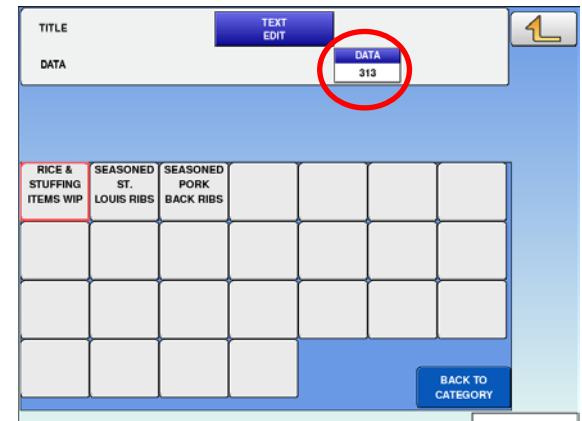 TITLE
TEXT
EDIT
DATA
DATA
313
RICE &
STUFFING
ITEMS WIP
SEASONED
ST.
LOUIS RIBS
SEASONED
PORK
BACK RIBS
BACK TO
CATEGORY